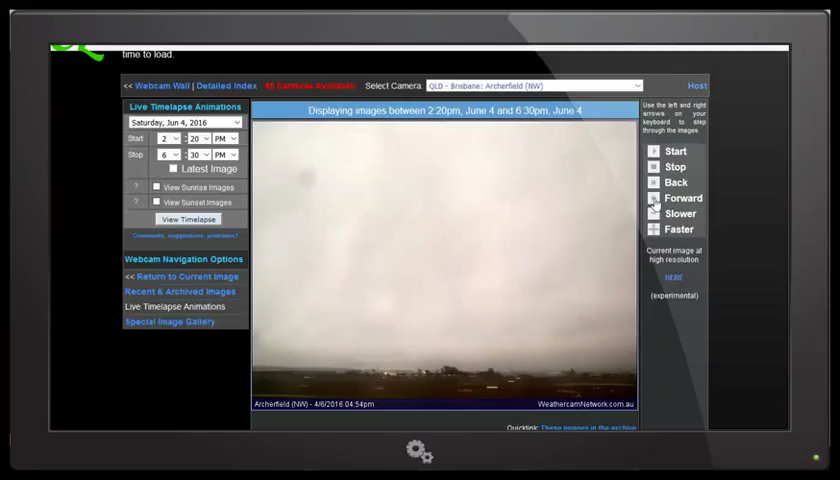 time to load.
<< Webcam Wall | Detailed Index 68 Cameras Available! Select Camera: QLD - Brisbane: Archerfield (NW) Host
Live Timelapse Animations
Saturday, Jun 4, 2016
Start 2 : 20 PM
Stop 6 : 30 PM
Latest Image
? View Sunrise Images
? View Sunset Images
View Timelapse
Comments, suggestions, problems?
Webcam Navigation Options
<< Return to Current Image
Recent & Archived Images
Live Timelapse Animations
Special Image Gallery
Displaying images between 2:20pm, June 4 and 6:30pm, June 4
Archerfield (NW) - 4/6/2016 04:54pm WeathercamNetwork.com.au
Quicklink: These images in the archive
Use the left and right
arrows on your
keyboard to step
through the images
Start
Stop
Back
Forward
Slower
Faster
Current image at
high resolution
HERE
(experimental)